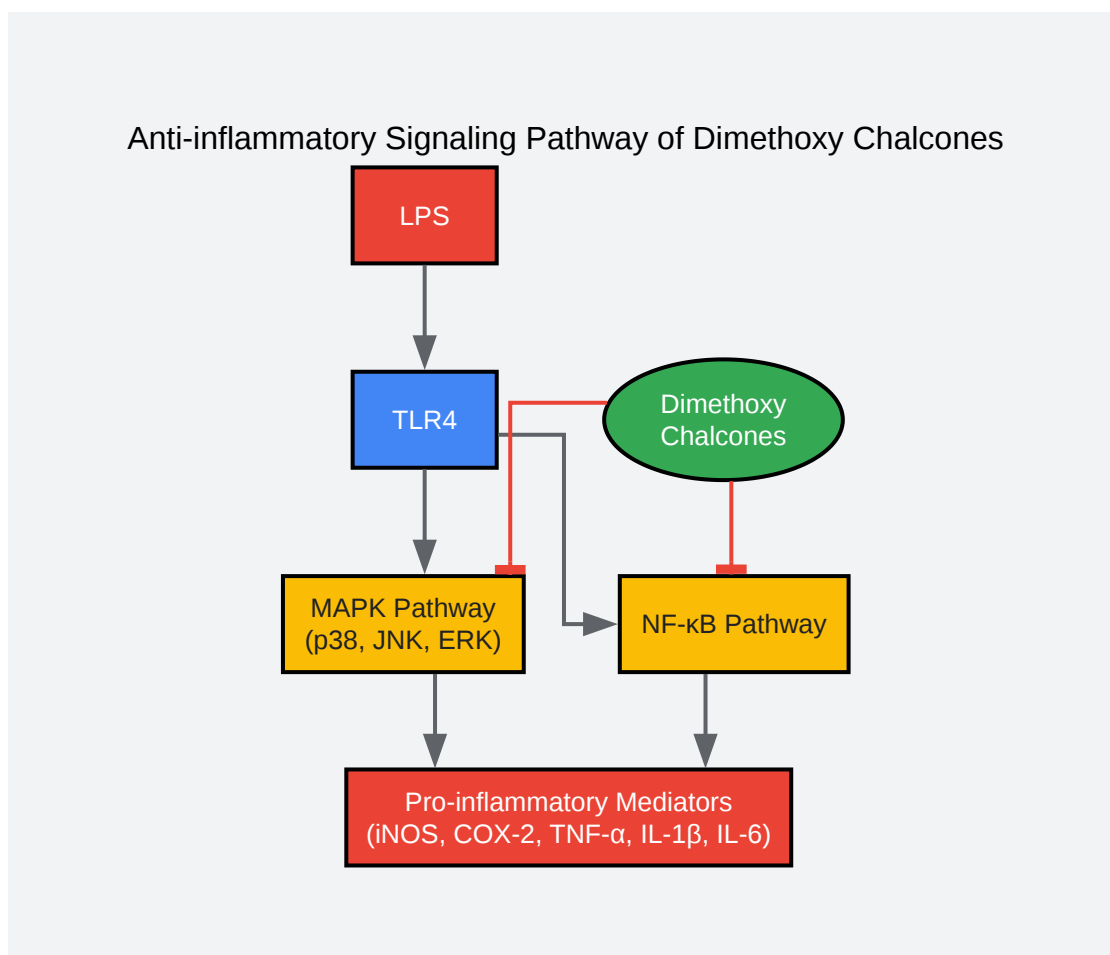 Anti-inflammatory Signaling Pathway of Dimethoxy Chalcones
LPS
TLR4
Dimethoxy
Chalcones
MAPK Pathway
(p38, JNK, ERK)
NF-κB Pathway
Pro-inflammatory Mediators
(iNOS, COX-2, TNF-α, IL-1β, IL-6)